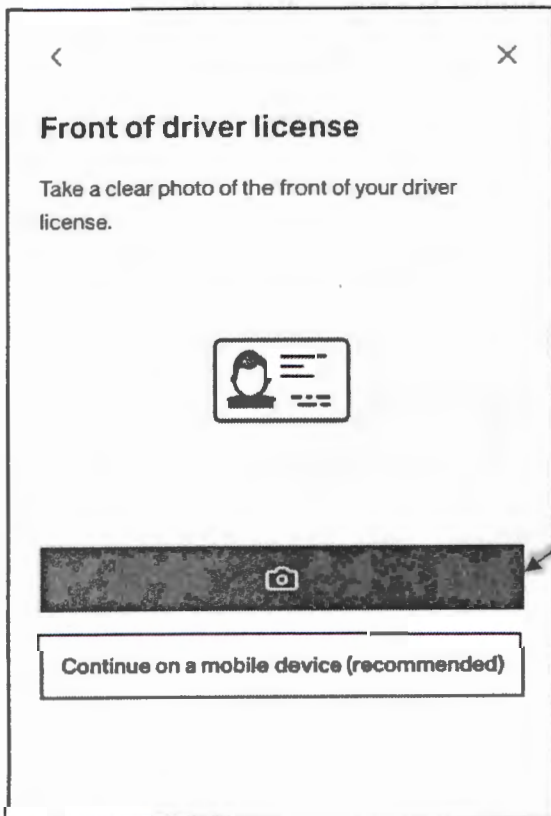 Front of driver license
Take a clear photo of the front of your driver
license.
Continue on a mobile device (recommended)